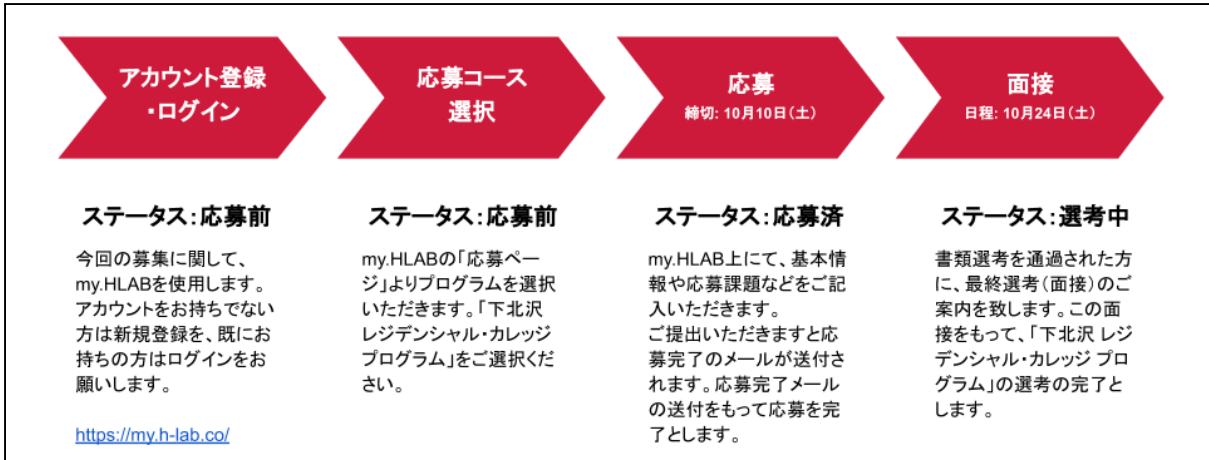 アカウント登録
・ログイン
応募コース
選択
応募
締切: 10月10日(土)
面接
日程: 10月24日(土)
ステータス:応募前
今回の募集に関して、
my.HLABを使用します。
アカウントをお持ちでない
方は新規登録を、既にお
持ちの方はログインをお
願いします。
https://my.h-lab.co/
ステータス:応募前
my.HLABの「応募ペー
ジ」よりプログラムを選択
いただきます。「下北沢
レジデンシャル・カレッジ
プログラム」をご選択くだ
さい。
ステータス:応募済
my.HLAB上にて、基本情
報や応募課題などをご記
入いただきます。
ご提出いただきますと応
募完了のメールが送付さ
れます。応募完了メール
の送付をもって応募を完
了とします。
ステータス:選考中
書類選考を通過された方
に、最終選考(面接)のご
案内を致します。この面
接をもって、「下北沢 レジ
デンシャル・カレッジ プロ
グラム」の選考の完了と
します。